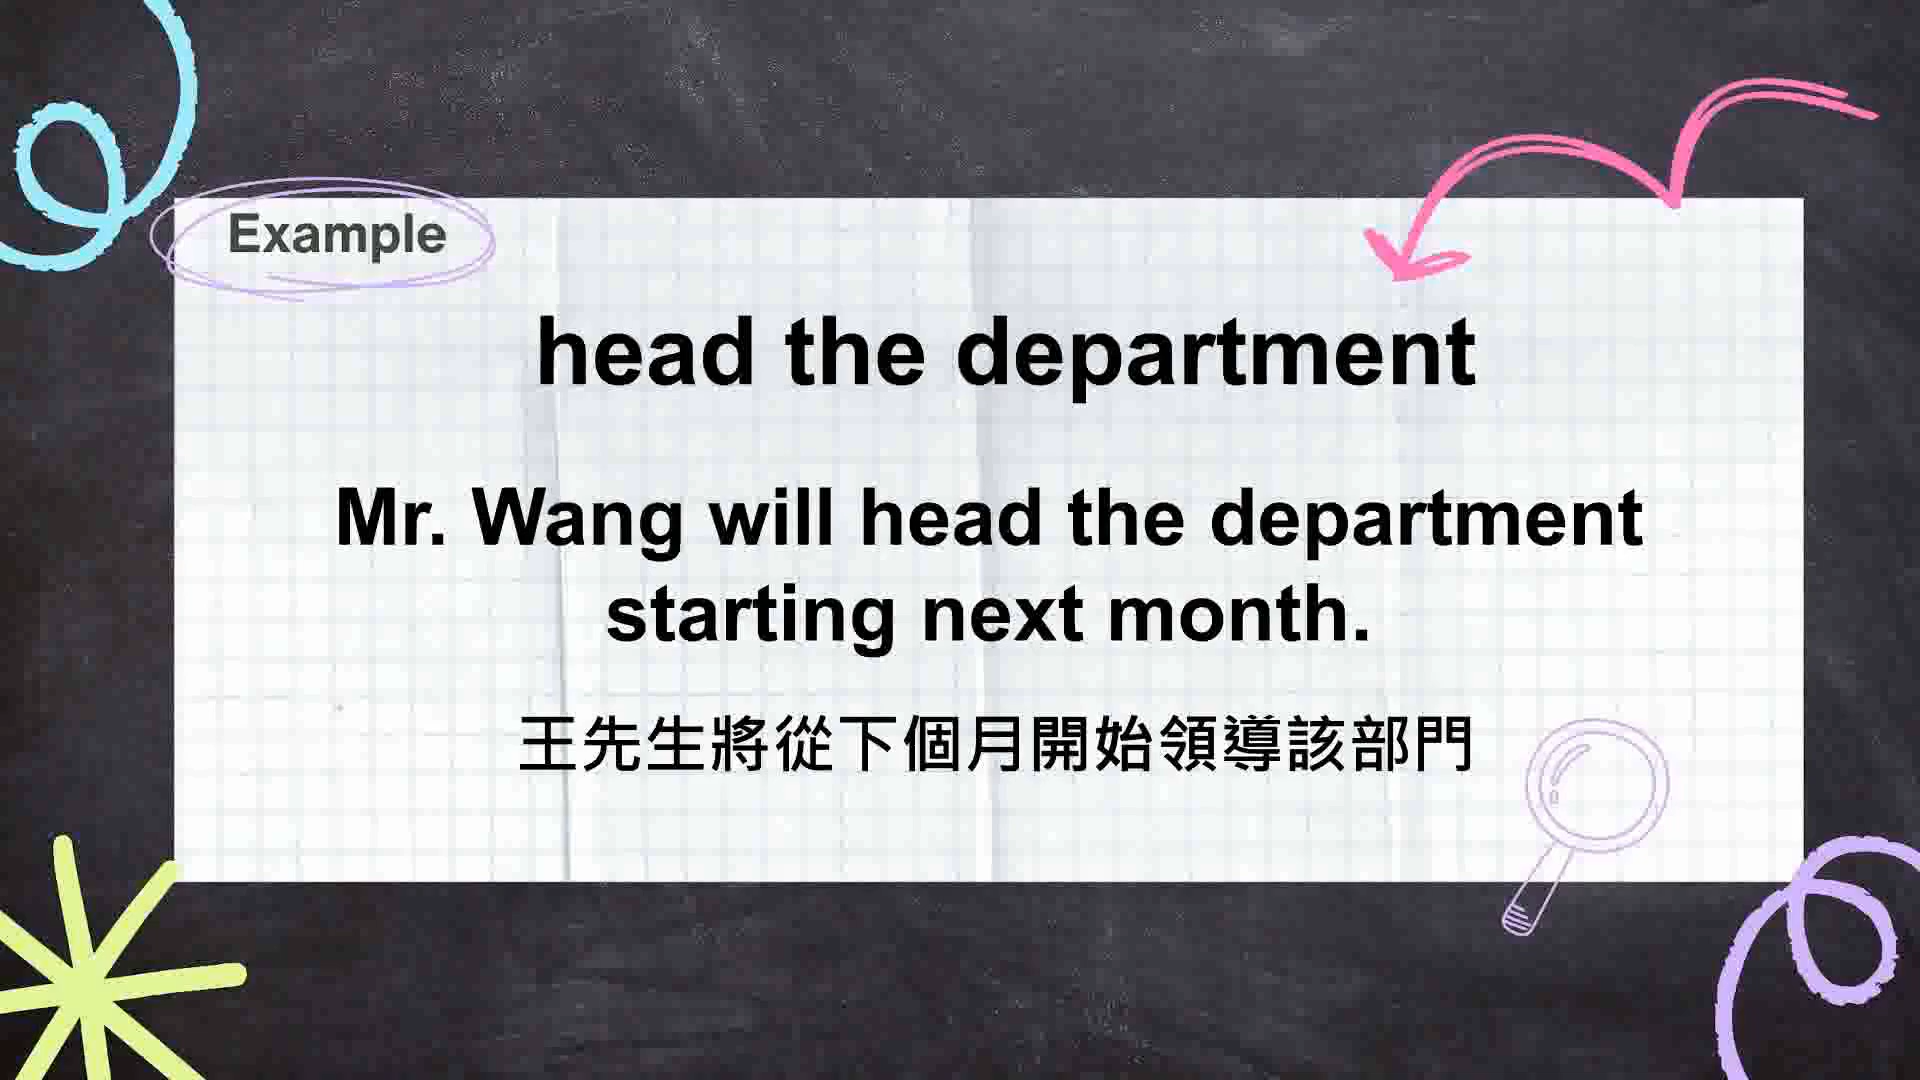 Example
head the department
Mr. Wang will head the department
starting next month.
王先生將從下個月開始領導該部門